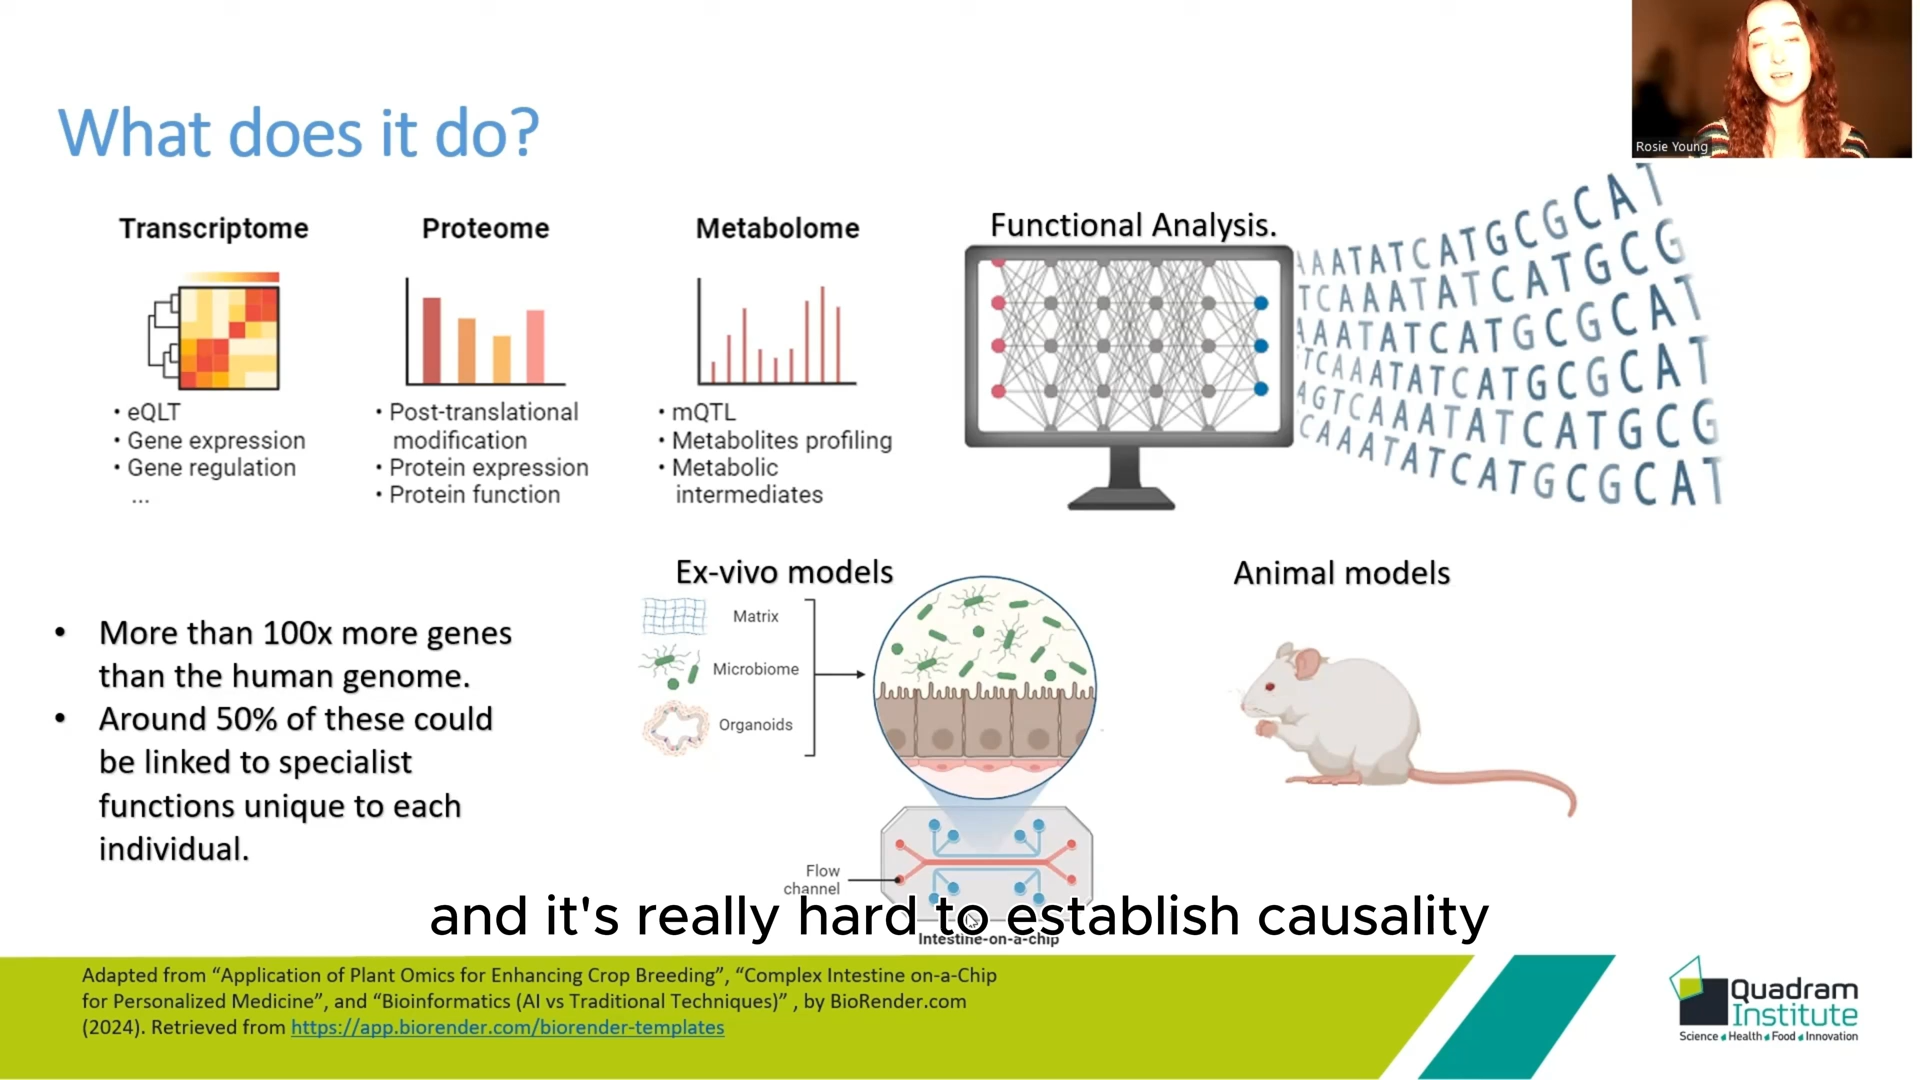 Rosie Young
What does it do?
Transcriptome
• eQLT
• Gene expression
• Gene regulation
...
Proteome
• Post-translational
modification
• Protein expression
• Protein function
Metabolome
• mQTL
• Metabolites profiling
• Metabolic
intermediates
Functional Analysis.
AAATATCATGCGCAT
TCAAATATCATGCG
AAATATCATGCGCAT
TCAAATATCATGCGCAT
AGTCAAATATCATGCG
CAAATATCATGCGCAT
• More than 100x more genes
than the human genome.
• Around 50% of these could
be linked to specialist
functions unique to each
individual.
Ex-vivo models
Matrix
Microbiome
Organoids
Flow
channel
Intestine-on-a-chip
Animal models
and it's really hard to establish causality
Adapted from “Application of Plant Omics for Enhancing Crop Breeding”, “Complex Intestine on-a-Chip
for Personalized Medicine”, and “Bioinformatics (AI vs Traditional Techniques)” , by BioRender.com
(2024). Retrieved from https://app.biorender.com/biorender-templates
Quadram
Institute
Science Health Food Innovation